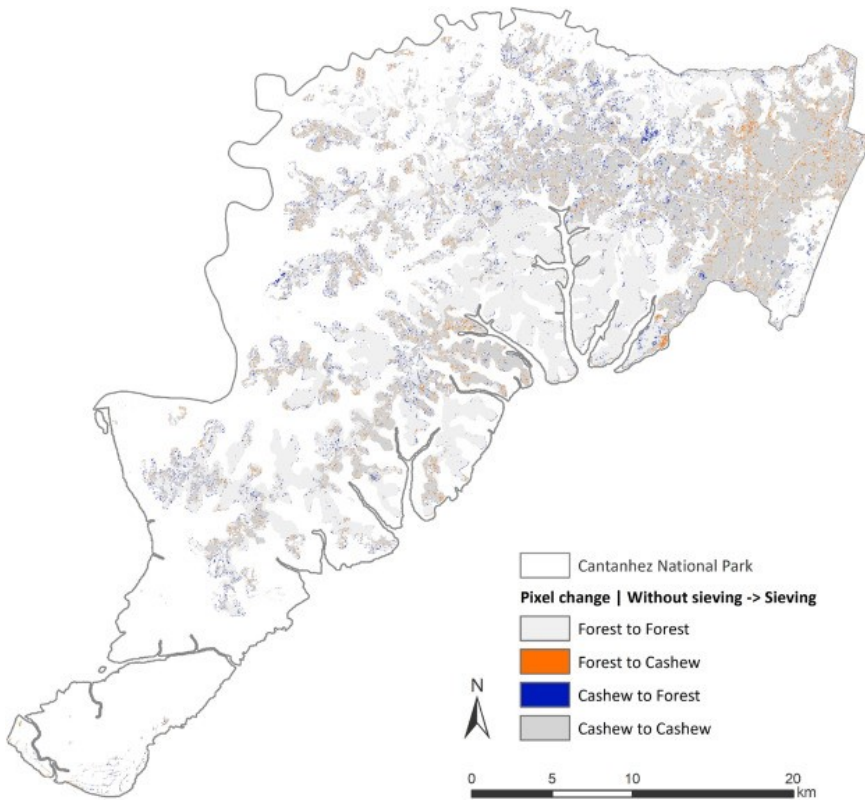 Cantanhez National Park
Pixel change | Without sieving -> Sieving
Forest to Forest
Forest to Cashew
Cashew to Forest
Cashew to Cashew
N
0 5 10 20
km